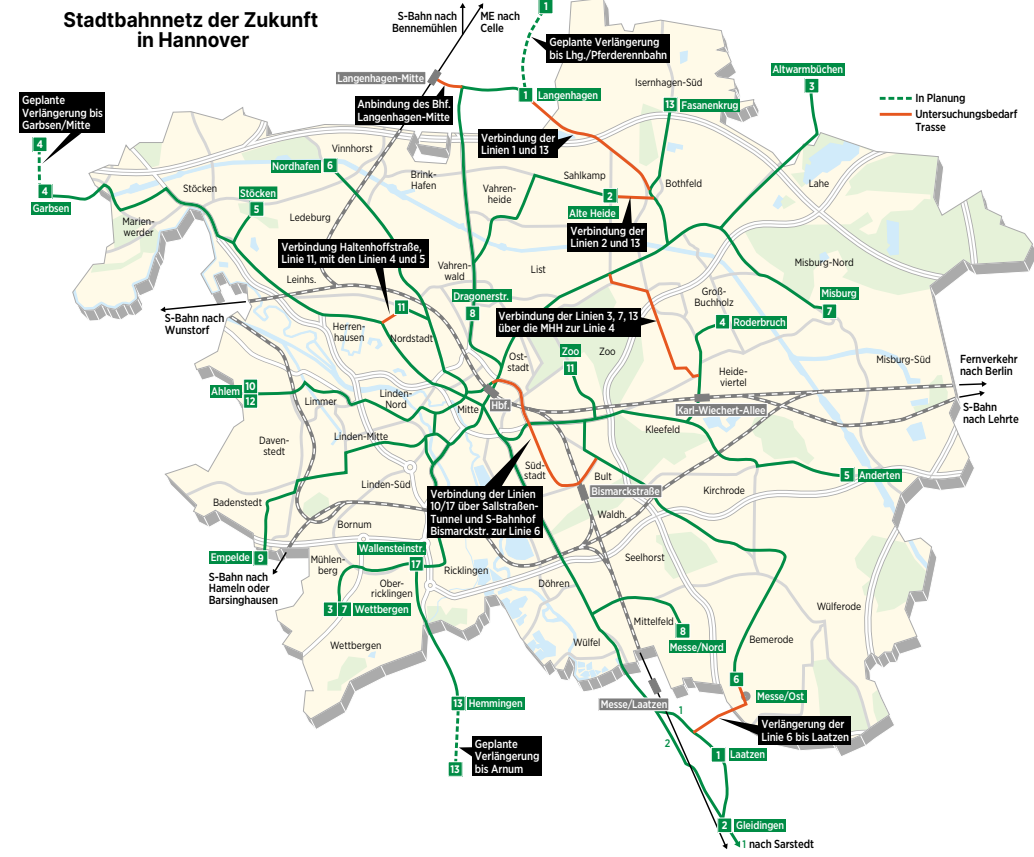 Stadtbahnnetz der Zukunft
in Hannover
S-Bahn nach
Bennemühlen
ME nach
Celle
1
Geplante Verlängerung
bis Lhg./Pferderennbahn
Langenhagen-Mitte
1 Langenhagen
Anbindung des Bhf.
Langenhagen-Mitte
Isernhagen-Süd
13 Fasanenkrug
Altwarmbüchen
3
In Planung
Untersuchungsbedarf
Trasse
Geplante
Verlängerung bis
Garbsen/Mitte
4
4
Garbsen
Verbindung der
Linien 1 und 13
Vinnhorst
Nordhafen 6
Brink-
Hafen
Sahlkamp
Vahren-
heide
2
Alte Heide
Bothfeld
Lahe
Stöcken
Stöcken
5
Marien-
werder
Ledeburg
Verbindung der
Linien 2 und 13
Verbindung Haltenhoffstraße,
Linie 11, mit den Linien 4 und 5
Leinhs.
Vahren-
wald
List
Misburg-Nord
Groß-
Buchholz
Misburg
7
S-Bahn nach
Wunstorf
Dragonerstr.
8
11
Herren-
hausen
Nordstadt
Verbindung der Linien 3, 7, 13
über die MHH zur Linie 4
4 Roderbruch
Ost-
stadt
Zoo
11
Zoo
Heide-
viertel
Misburg-Süd
Fernverkehr
nach Berlin
S-Bahn
nach Lehrte
Ahlem
10
12
Limmer
Linden-
Nord
Mitte
Hbf.
Karl-Wiechert-Allee
Kleefeld
Linden-Mitte
Daven-
stedt
Süd-
stadt
Bult
5 Anderten
Linden-Süd
Badenstedt
Verbindung der Linien
10/17 über Sallstraßen-
Tunnel und S-Bahnhof
Bismarckstr. zur Linie 6
Bismarckstraße
Kirchrode
Waldh.
Bornum
Empelde 9
Wallensteinstr.
17
Mühlen-
berg
S-Bahn nach
Hameln oder
Barsinghausen
Ricklingen
Seelhorst
Döhren
Ober-
ricklingen
3 7 Wettbergen
Wülferode
Mittelfeld
8
Messe/Nord
Bemerode
Wülfel
Wettbergen
6
Messe/Ost
13 Hemmingen
Messe/Laatzen
1
2
Verlängerung der
Linie 6 bis Laatzen
Geplante
Verlängerung
bis Arnum
13
1 Laatzen
2 Gleidingen
1 nach Sarstedt